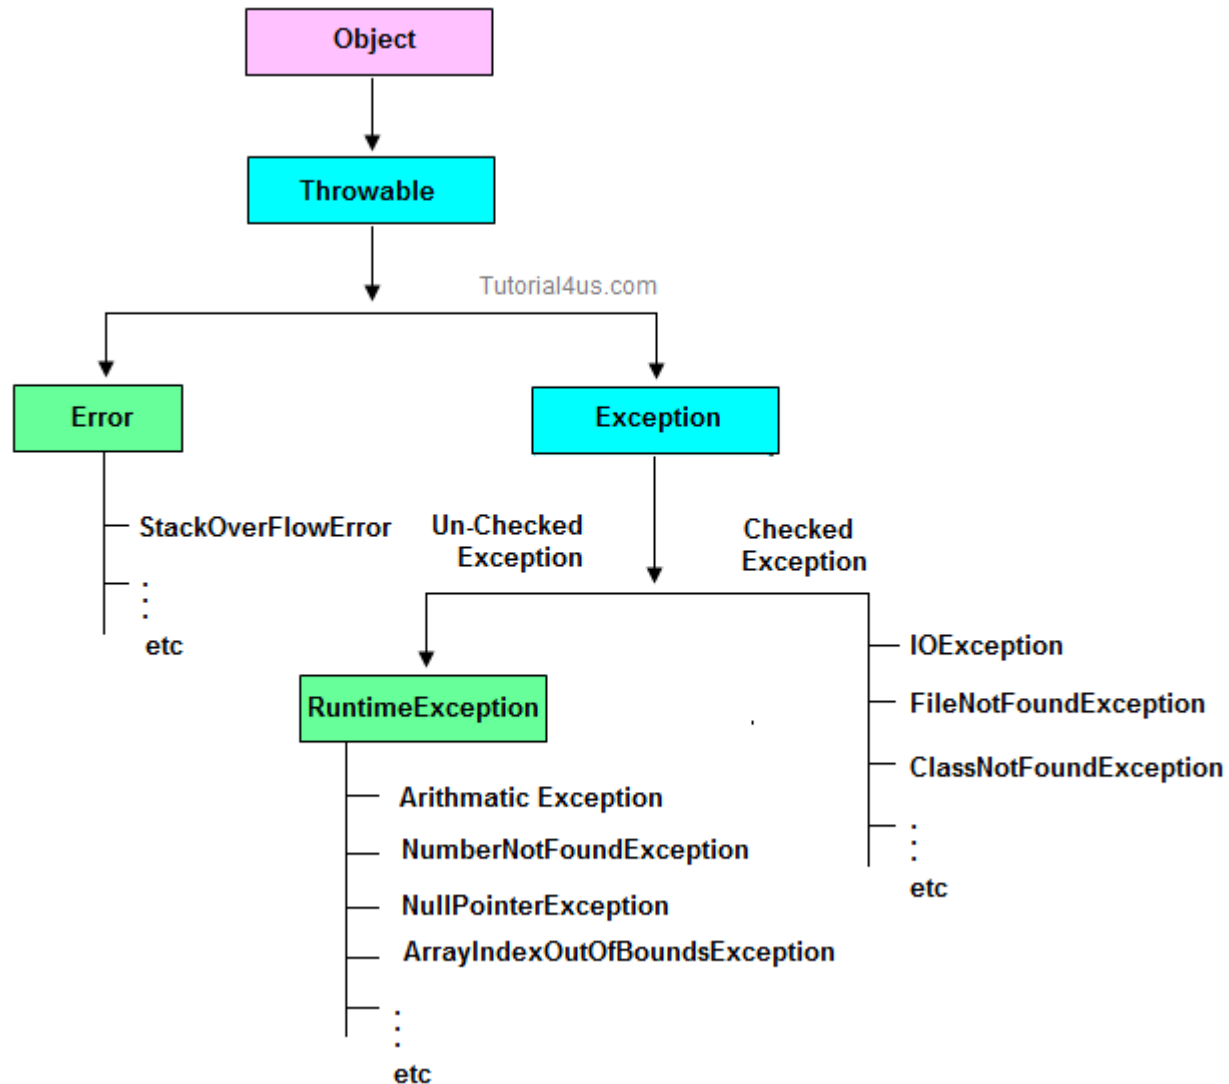 Object
Throwable
Tutorial4us.com
Error
Exception
StackOverFlowError
.
.
.
etc
Un-Checked
Exception
Checked
Exception
RuntimeException
Arithmatic Exception
NumberNotFoundException
NullPointerException
ArrayIndexOutOfBoundsException
.
.
.
etc
IOException
FileNotFoundException
ClassNotFoundException
.
.
.
etc